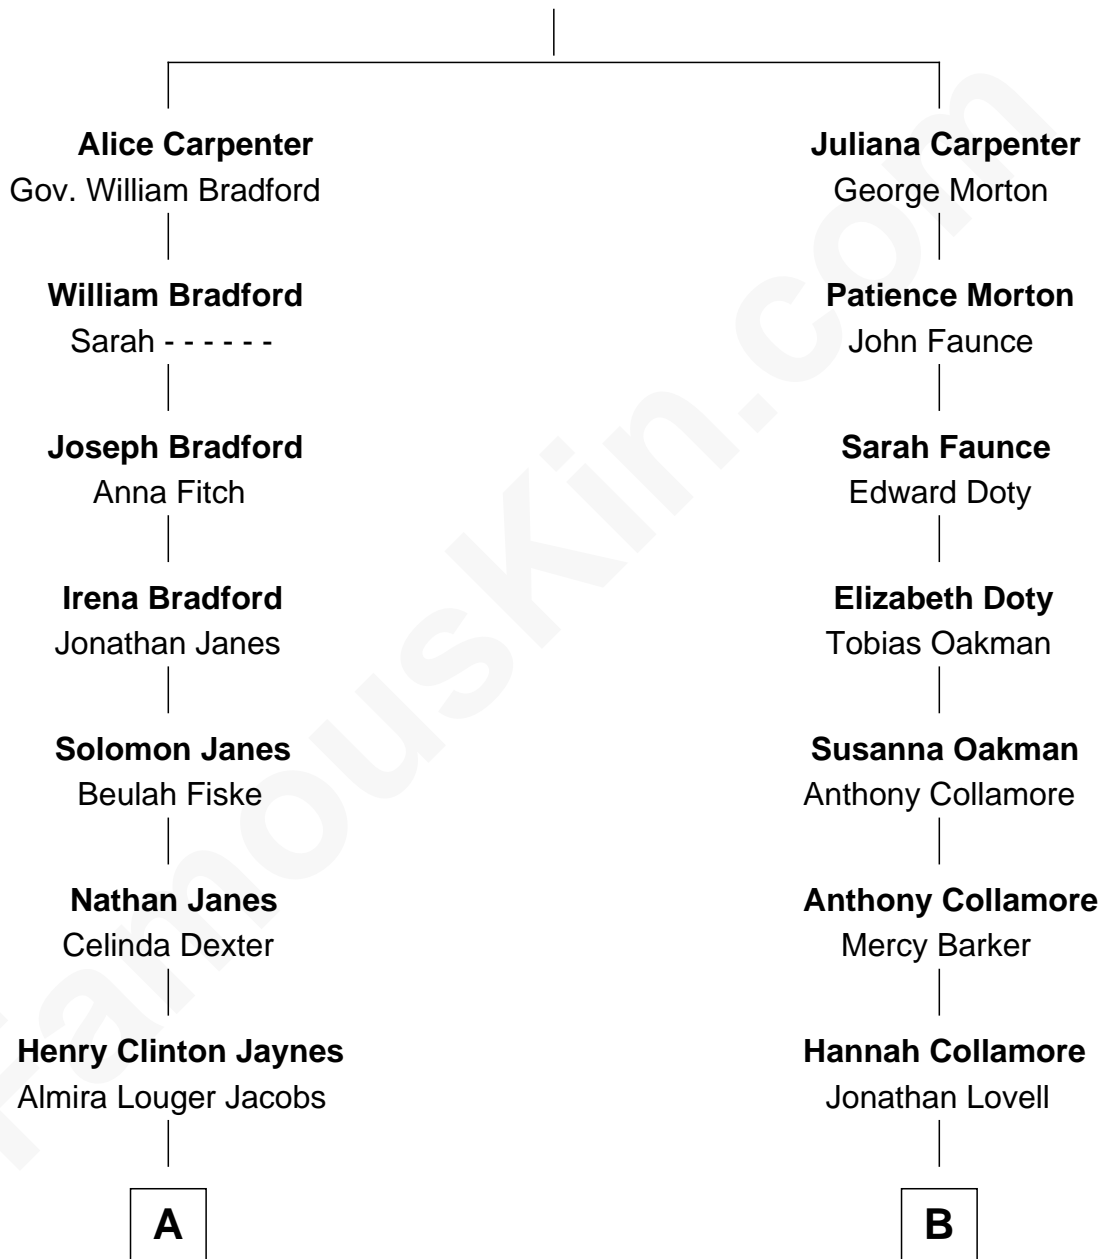 Alice Carpenter
Gov. William Bradford
William Bradford
Sarah - - - - - -
Joseph Bradford
Anna Fitch
Irena Bradford
Jonathan Janes
Solomon Janes
Beulah Fiske
Nathan Janes
Celinda Dexter
Henry Clinton Jaynes
Almira Louger Jacobs
A
Juliana Carpenter
George Morton
Patience Morton
John Faunce
Sarah Faunce
Edward Doty
Elizabeth Doty
Tobias Oakman
Susanna Oakman
Anthony Collamore
Anthony Collamore
Mercy Barker
Hannah Collamore
Jonathan Lovell
B
FamousKin.com